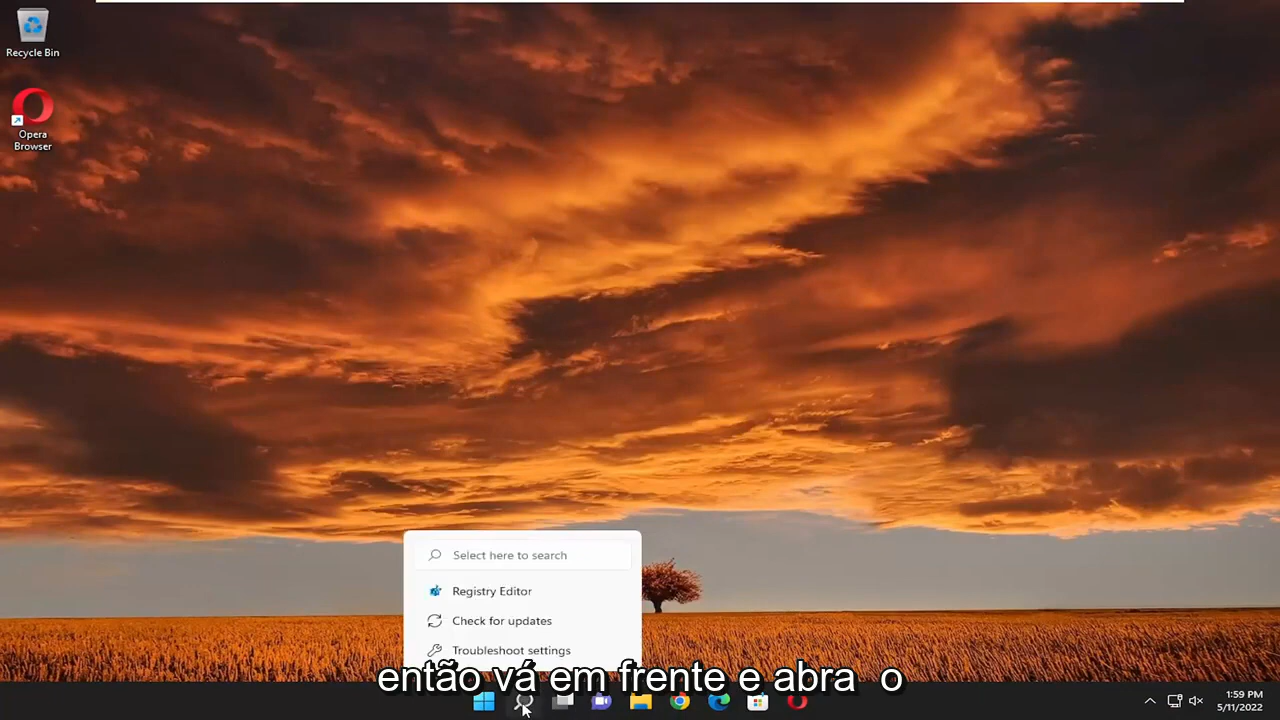 Recycle Bin
Opera
Browser
Select here to search
Registry Editor
Check for updates
Troubleshoot settings
então vá em frente e abra o
1:59 PM
5/11/2022